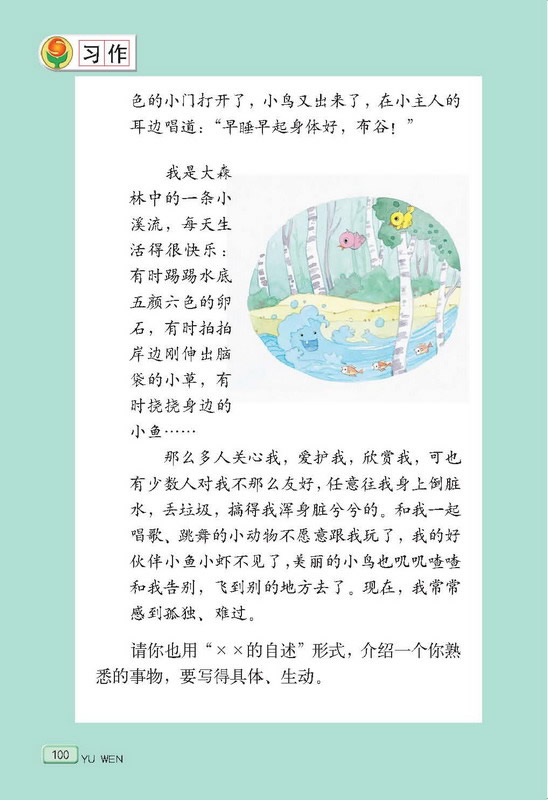 习作
色的小门打开了，小鸟又出来了，在小主人的
耳边唱道：“早睡早起身体好，布谷！”
我是大森
林中的一条小
溪流，每天生
活得很快乐：
有时踢踢水底
五颜六色的卵
石，有时拍拍
岸边刚伸出脑
袋的小草，有
时挠挠身边的
小鱼……
那么多人关心我，爱护我，欣赏我，可也
有少数人对我不那么友好，任意往我身上倒脏
水，丢垃圾，搞得我浑身脏兮兮的。和我一起
唱歌、跳舞的小动物不愿意跟我玩了，我的好
伙伴小鱼小虾不见了，美丽的小鸟也叽叽喳喳
和我告别，飞到别的地方去了。现在，我常常
感到孤独、难过。
请你也用“××的自述”形式，介绍一个你熟
悉的事物，要写得具体、生动。
100 YU WEN